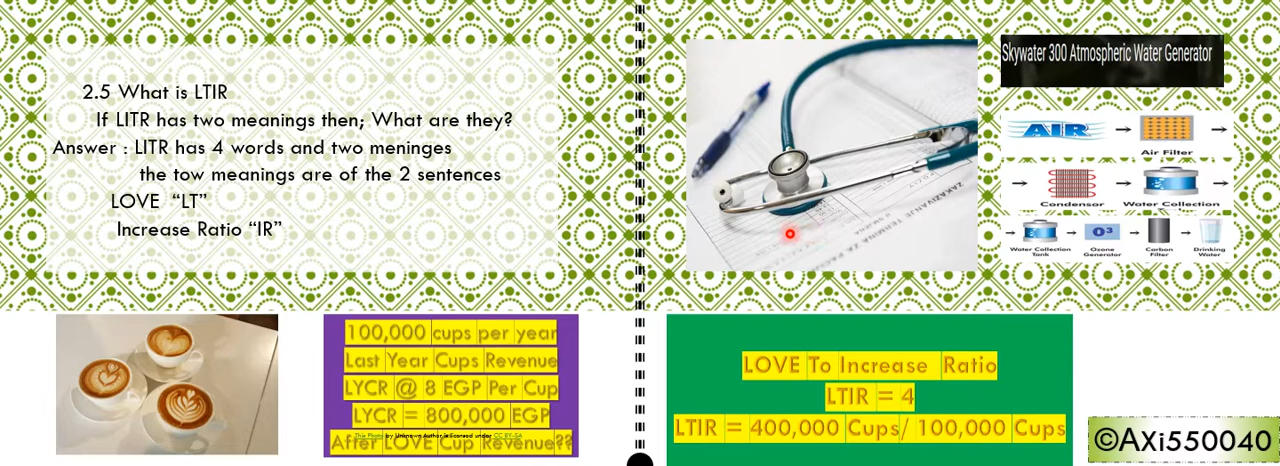 2.5 What is LTIR
If LITR has two meanings then; What are they?
Answer : LITR has 4 words and two meninges
the tow meanings are of the 2 sentences
LOVE “LT”
Increase Ratio “IR”
Skywater 300 Atmospheric Water Generator
AIR
Air Filter
Condensor
Water Collection
Water Collection
Tank
Ozone
Generator
O³
Carbon
Filter
Drinking
Water
ZAKAZIVANJE TERMINA ZA
100,000 cups per year
Last Year Cups Revenue
LYCR @ 8 EGP Per Cup
LYCR = 800,000 EGP
After LOVE Cup Revenue??
This Photo by Unknown Author is licensed under CC BY-SA
LOVE To Increase Ratio
LTIR = 4
LTIR = 400,000 Cups/ 100,000 Cups
©Axi550040